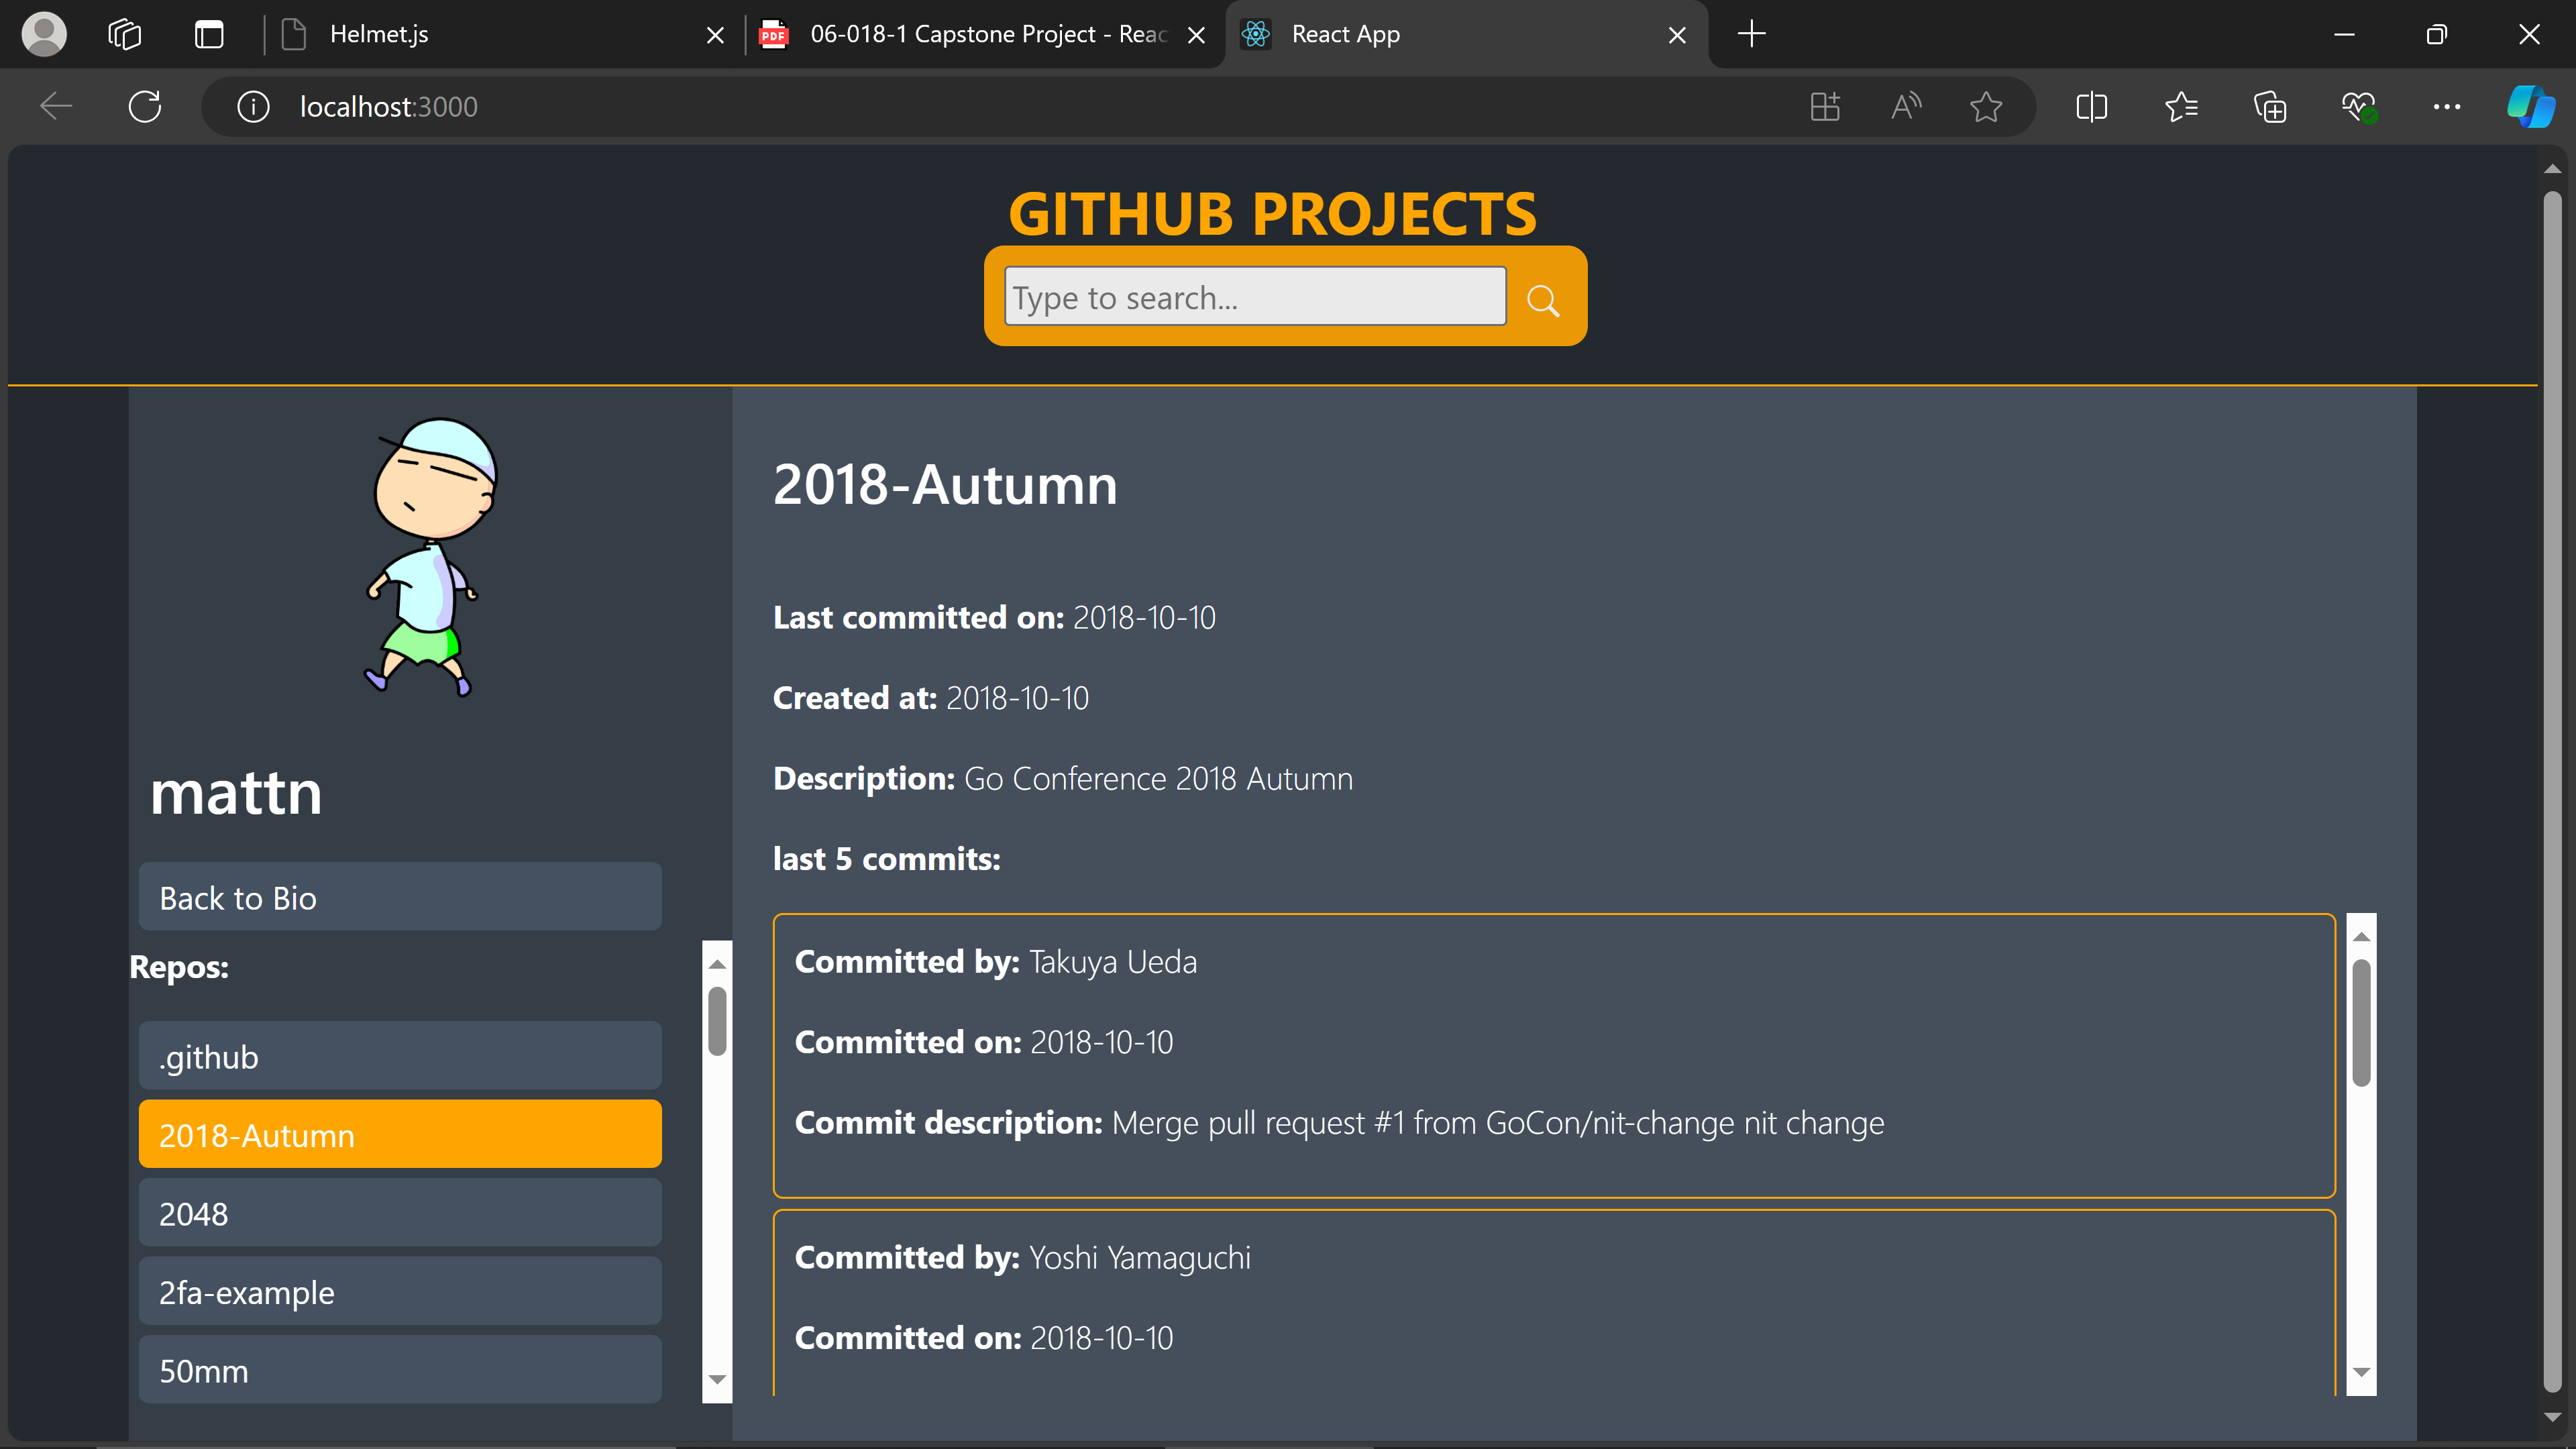 Helmet.js
06-018-1 Capstone Project - Reac
React App
localhost:3000
GITHUB PROJECTS
Type to search...
mattn
Back to Bio
Repos:
.github
2018-Autumn
2048
2fa-example
50mm
2018-Autumn
Last committed on: 2018-10-10
Created at: 2018-10-10
Description: Go Conference 2018 Autumn
last 5 commits:
Committed by: Takuya Ueda
Committed on: 2018-10-10
Commit description: Merge pull request #1 from GoCon/nit-change nit change
Committed by: Yoshi Yamaguchi
Committed on: 2018-10-10